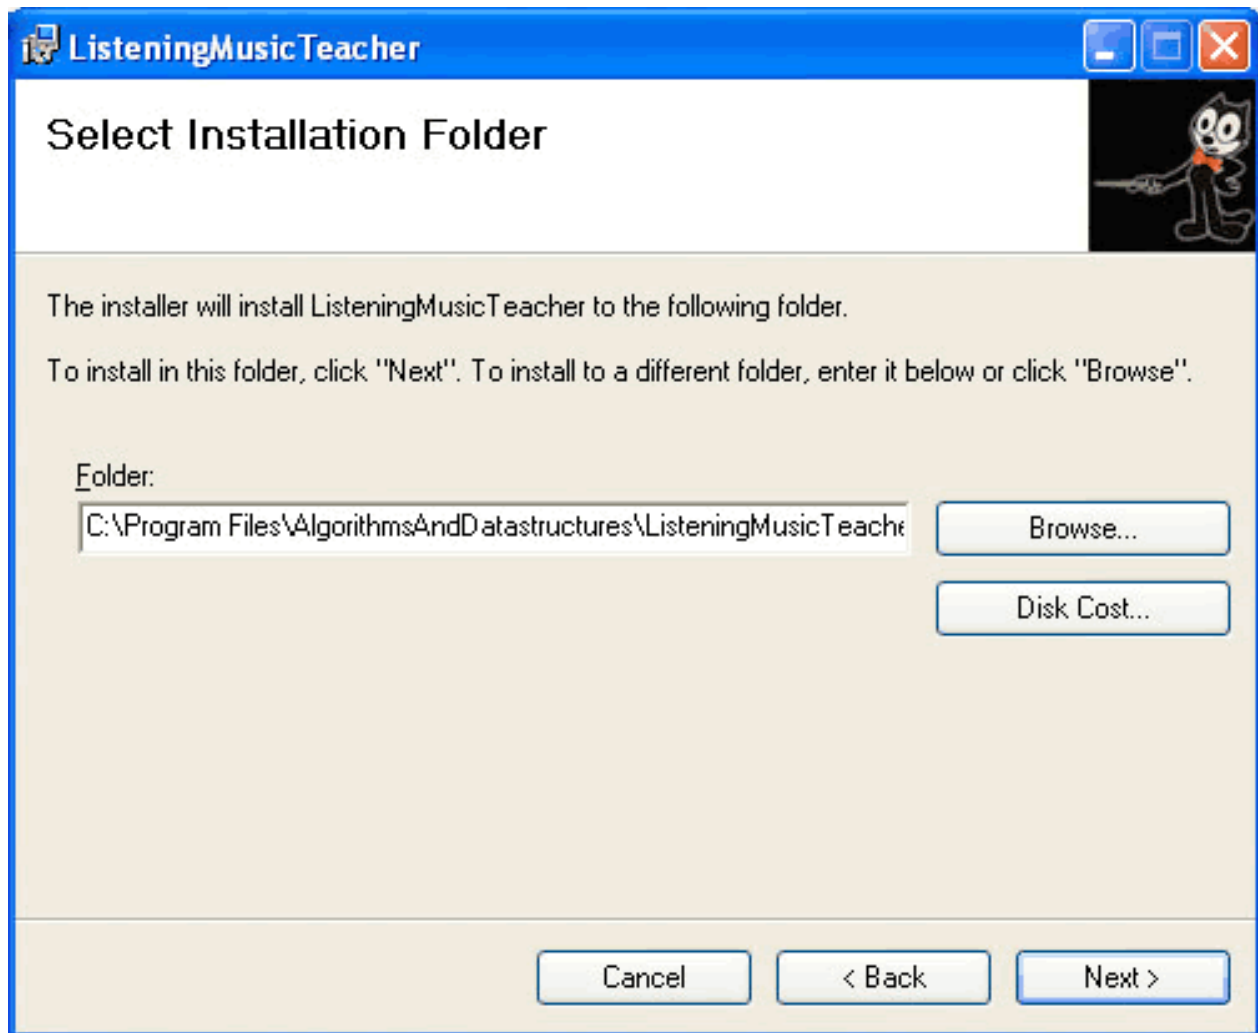 ListeningMusicTeacher
Select Installation Folder
The installer will install ListeningMusicTeacher to the following folder.
To install in this folder, click "Next". To install to a different folder, enter it below or click "Browse".
Folder:
C:\Program Files\AlgorithmsAndDatastructures\ListeningMusicTeache
Browse...
Disk Cost...
Cancel
< Back
Next >